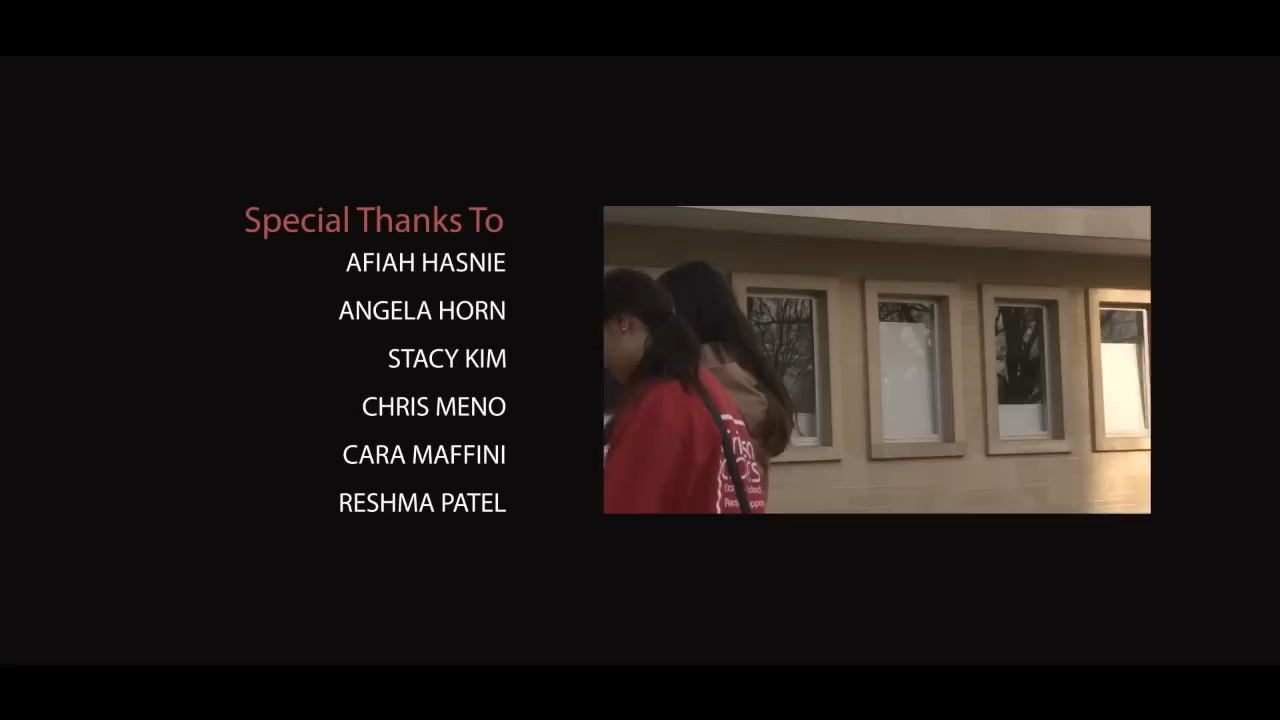 Special Thanks To
AFIAH HASNIE
ANGELA HORN
STACY KIM
CHRIS MENO
CARA MAFFINI
RESHMA PATEL